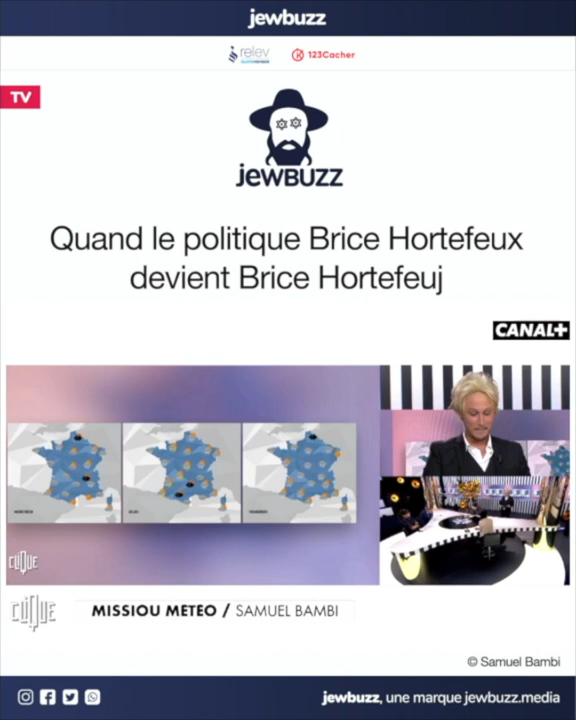 jewbuzz
relev
123Cacher
TV
jewBUZZ
Quand le politique Brice Hortefeux
devient Brice Hortefeuj
CANAL+
CLIQUE
CLIQUE
MISSIOU METEO / SAMUEL BAMBI
© Samuel Bambi
jewbuzz, une marque jewbuzz.media